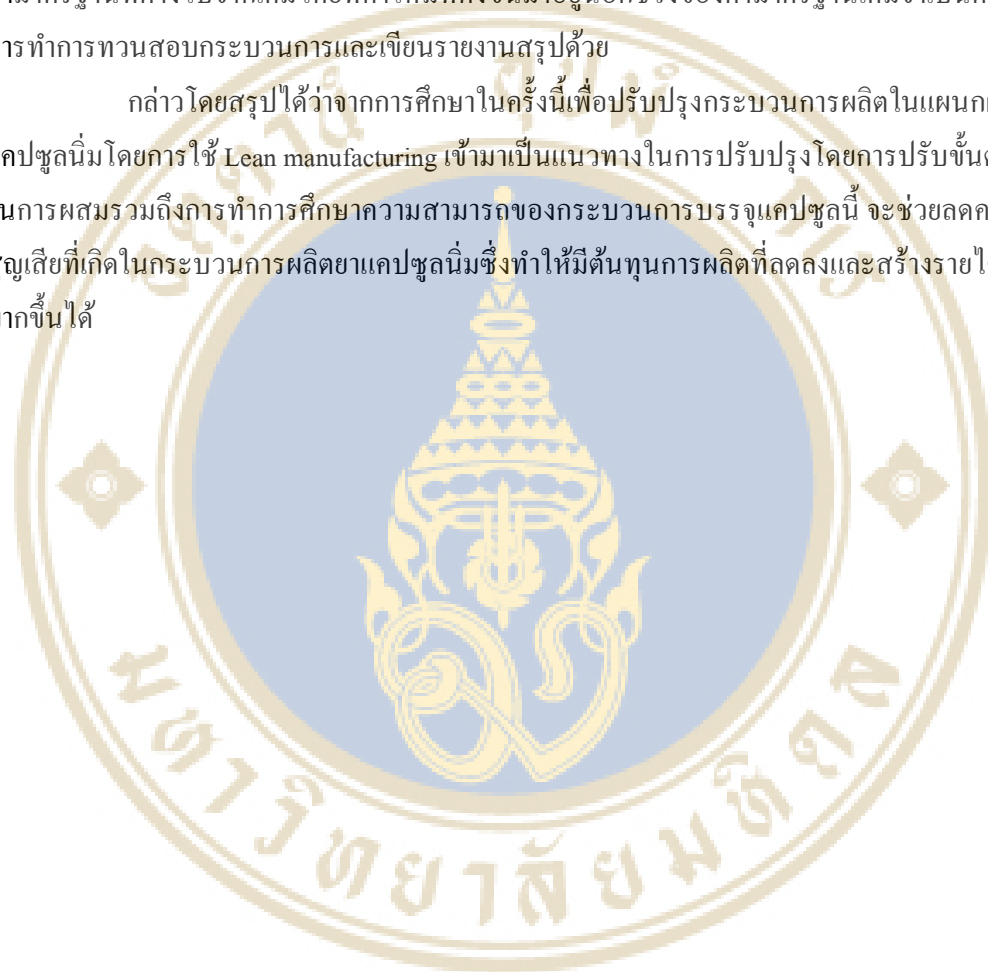 การทำการทวนสอบกระบวนการและเขียนรายงานสรุปด้วย
กล่าวโดยสรุปได้ว่าจากการศึกษาในครั้งนี้เพื่อปรับปรุงกระบวนการผลิตในแผนก
แคปซูลนิ่มโดยการใช้ Lean manufacturing เข้ามาเป็นแนวทางในการปรับปรุงโดยการปรับ
การผสมรวมถึงการทำการศึกษาความสามารถของกระบวนการบรรจุแคปซูลนี้ จะช่วยลด
สูญเสียที่เกิดในกระบวนการผลิตยาแคปซูลนิ่มซึ่งทำให้มีต้นทุนการผลิตที่ลดลงและสร้าง
มากขึ้นได้
มหาวิทยาลัยมหิดล